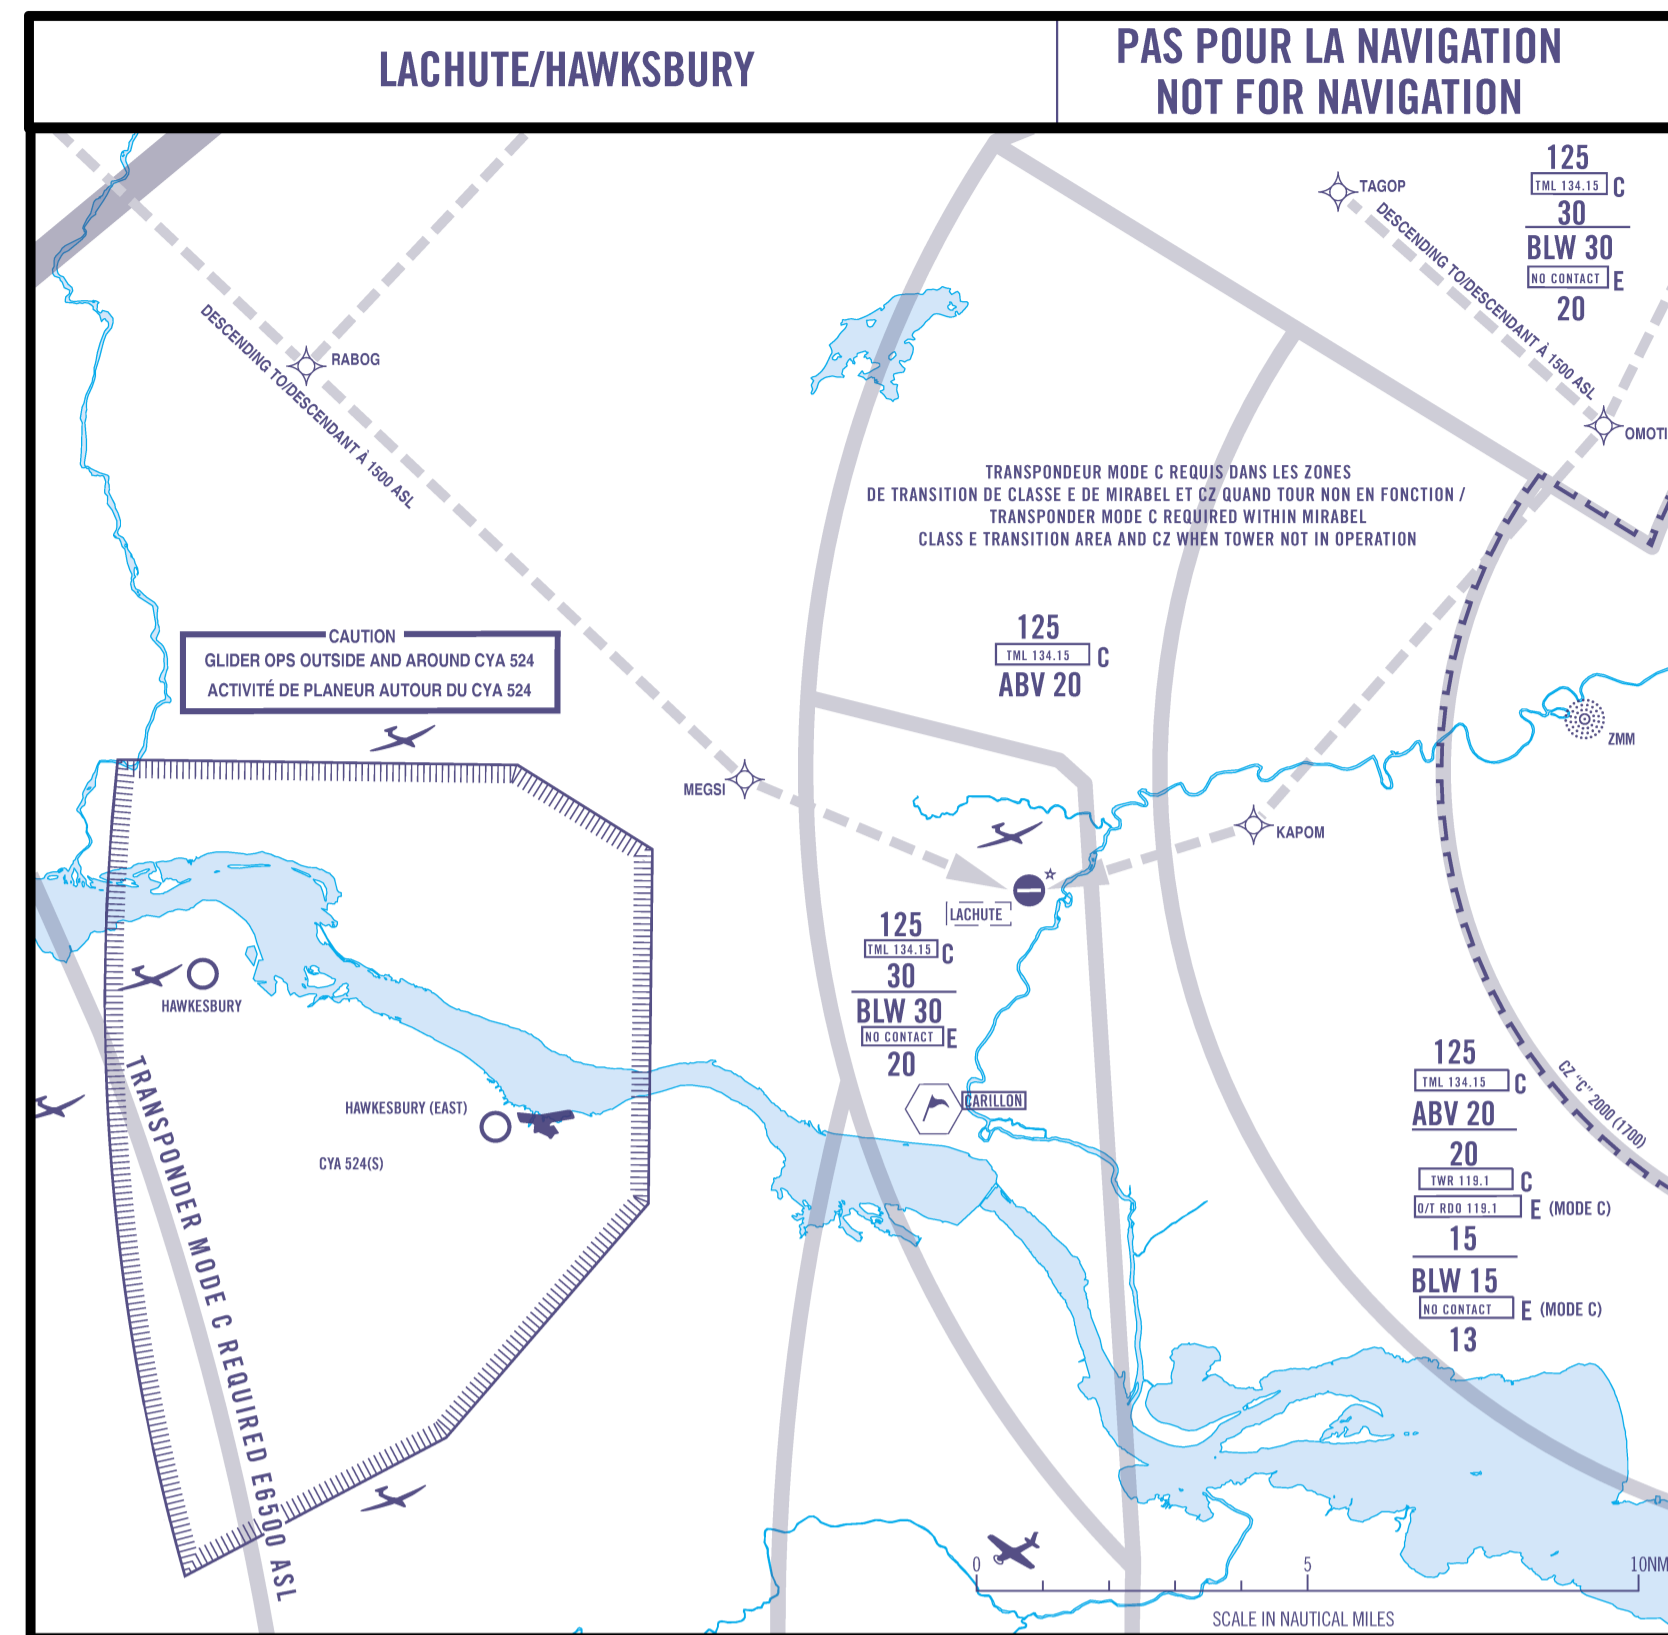 LACHUTE/HAWKSBURY
PAS POUR LA NAVIGATION
NOT FOR NAVIGATION
125
TML 134.15 C
30
BLW 30
NO CONTACT E
20
TAGOP
DESCENDING TO/DESCENDANT À 1500 ASL
OMOTI
RABOG
DESCENDING TO/DESCENDANT À 1500 ASL
TRANSPONDEUR MODE C REQUIS DANS LES ZONES
DE TRANSITION DE CLASSE E DE MIRABEL ET CZ QUAND TOUR NON EN FONCTION /
TRANSPONDER MODE C REQUIRED WITHIN MIRABEL
CLASS E TRANSITION AREA AND CZ WHEN TOWER NOT IN OPERATION
CAUTION
GLIDER OPS OUTSIDE AND AROUND CYA 524
ACTIVITÉ DE PLANEUR AUTOUR DU CYA 524
125
TML 134.15 C
ABV 20
ZMM
MEGSI
KAPOM
LACHUTE
125
TML 134.15 C
30
BLW 30
NO CONTACT E
20
HAWKESBURY
CARILLON
HAWKESBURY (EAST)
CYA 524(S)
TRANSPONDER MODE C REQUIRED E6500 ASL
CZ "C" 2000 (1700)
125
TML 134.15 C
ABV 20
20
TWR 119.1 C
O/T RDO 119.1 E (MODE C)
15
BLW 15
NO CONTACT E (MODE C)
13
0 5 10NM
SCALE IN NAUTICAL MILES